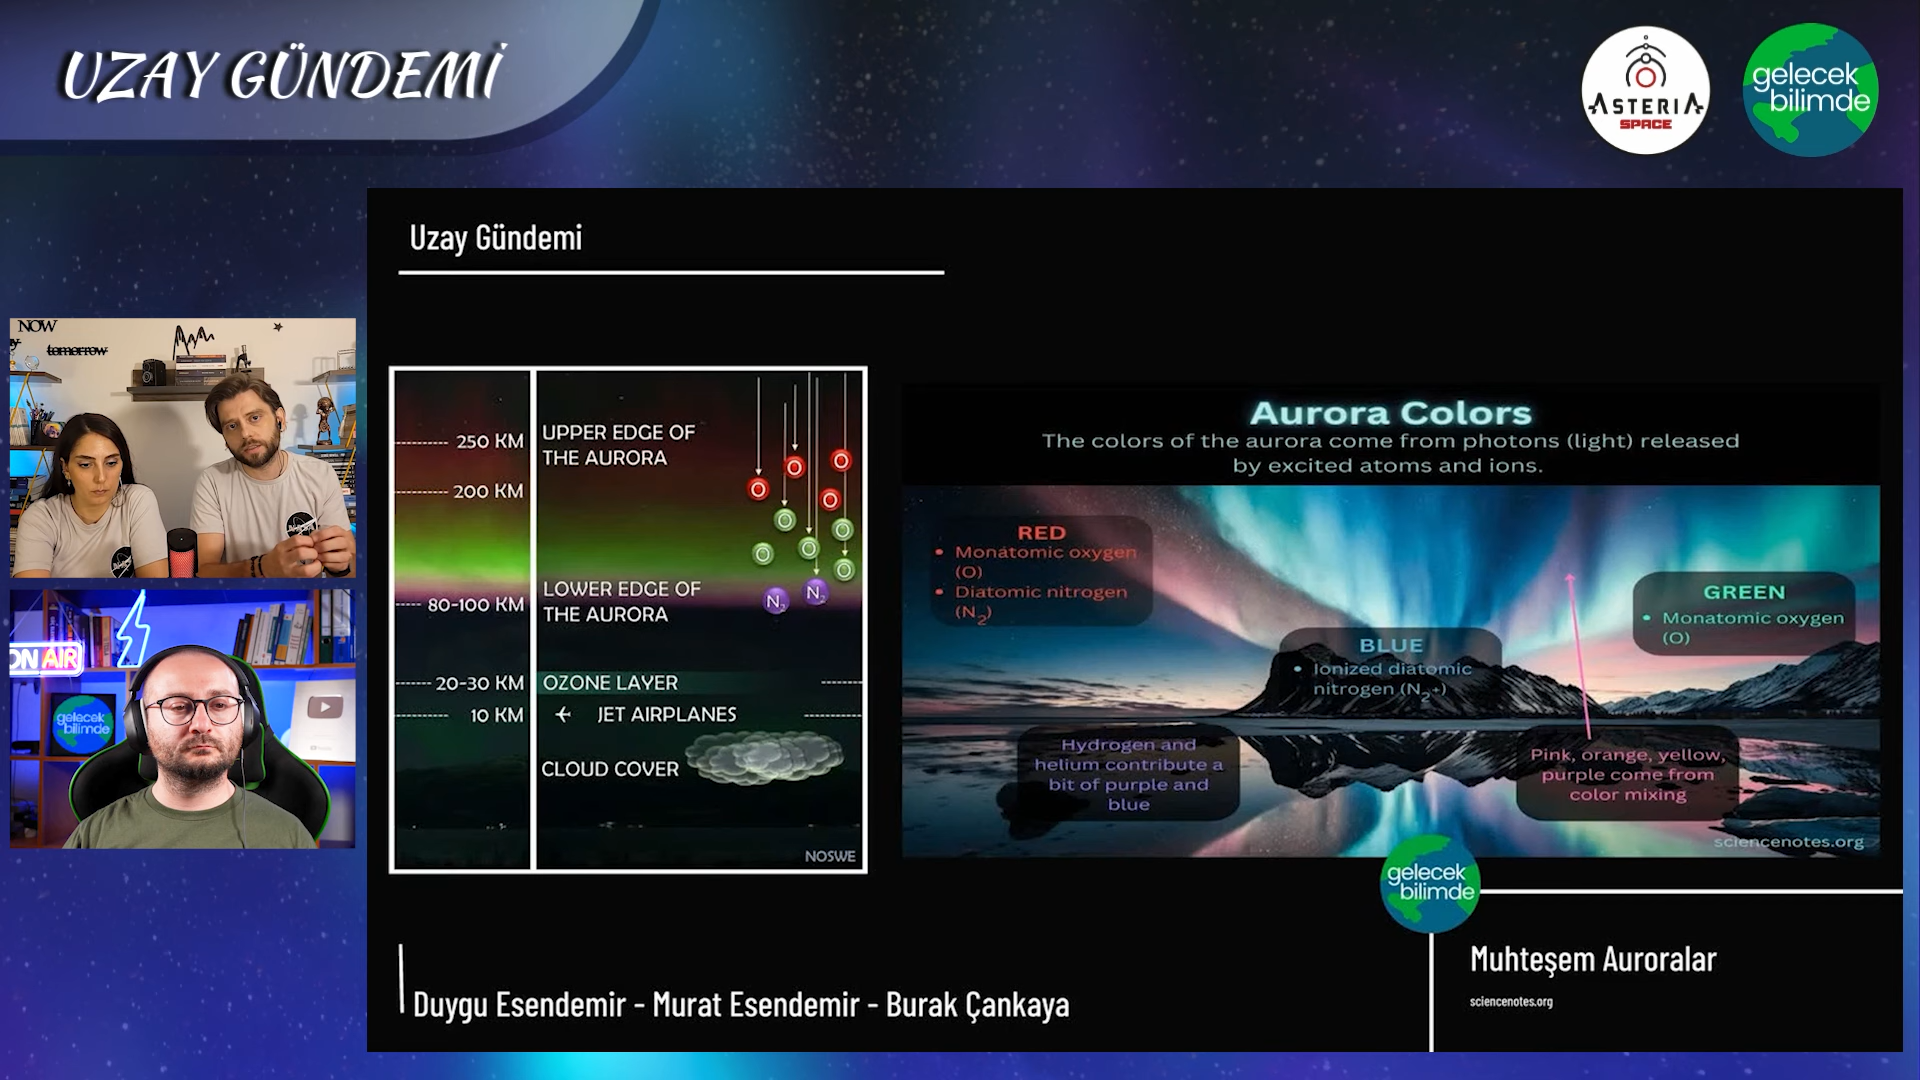 UZAY GÜNDEMİ
ASTERIA
SPACE
gelecek
bilimde
Uzay Gündemi
NOW
tomorrow
ON AIR
gelecek
bilimde
250 KM
UPPER EDGE OF
THE AURORA
200 KM
O
O
O
O
O
O
O
O
O
N2
N2
80-100 KM
LOWER EDGE OF
THE AURORA
20-30 KM
OZONE LAYER
10 KM
JET AIRPLANES
CLOUD COVER
NOSWE
Aurora Colors
The colors of the aurora come from photons (light) released
by excited atoms and ions.
RED
• Monatomic oxygen
(O)
• Diatomic nitrogen
(N2)
BLUE
• Ionized diatomic
nitrogen (N2+)
GREEN
• Monatomic oxygen
(O)
Hydrogen and
helium contribute a
bit of purple and
blue
Pink, orange, yellow,
purple come from
color mixing
sciencenotes.org
gelecek
bilimde
Duygu Esendemir - Murat Esendemir - Burak Çankaya
Muhteşem Auroralar
sciencenotes.org